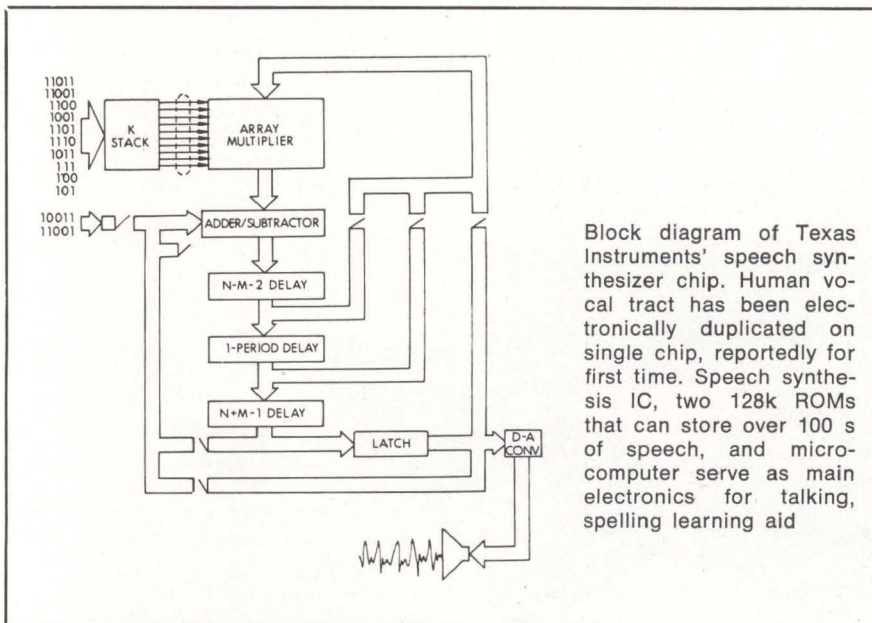 11011
11001
1100
1001
1101
1110
1011
111
100
101
K
STACK
ARRAY
MULTIPLIER
10011
11001
ADDER/SUBTRACTOR
N-M-2 DELAY
1-PERIOD DELAY
N+M-1 DELAY
LATCH
D-A
CONV
Block diagram of Texas
Instruments' speech syn-
thesizer chip. Human vo-
cal tract has been elec-
tronically duplicated on
single chip, reportedly for
first time. Speech synthe-
sis IC, two 128k ROMs
that can store over 100 s
of speech, and micro-
computer serve as main
electronics for talking,
spelling learning aid